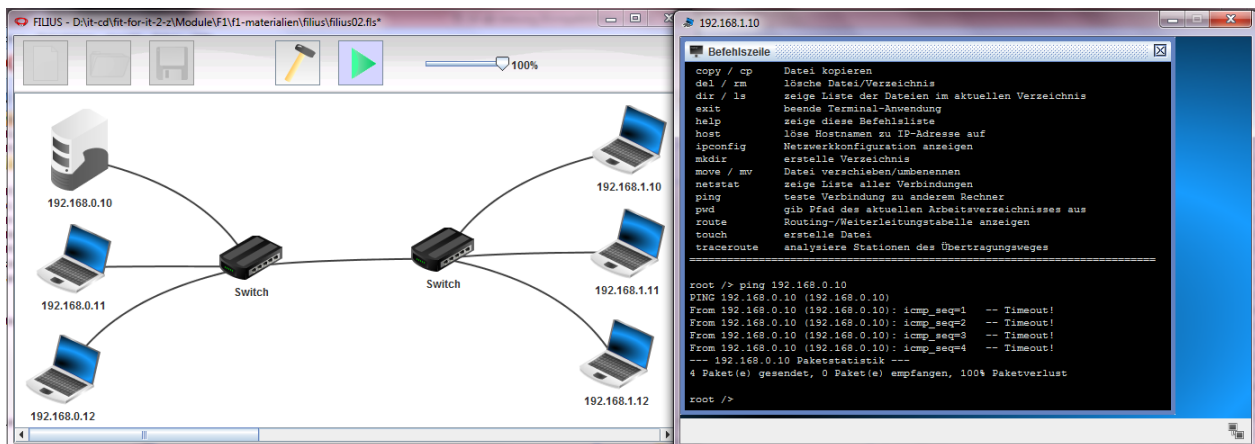 FILIUS - D:\it-cd\fit-for-it-2-z\Module\F1\f1-materialien\filius\filius02.fls*
100%
192.168.0.10
192.168.0.11
192.168.0.12
Switch
Switch
192.168.1.10
192.168.1.11
192.168.1.12
192.168.1.10
Befehlszeile
copy / cp Datei kopieren
del / rm lösche Datei/Verzeichnis
dir / ls zeige Liste der Dateien im aktuellen Verzeichnis
exit beende Terminal-Anwendung
help zeige diese Befehlsliste
host löse Hostnamen zu IP-Adresse auf
ipconfig Netzwerkkonfiguration anzeigen
mkdir erstelle Verzeichnis
move / mv Datei verschieben/umbenennen
netstat zeige Liste aller Verbindungen
ping teste Verbindung zu anderem Rechner
pwd gib Pfad des aktuellen Arbeitsverzeichnisses aus
route Routing-/Weiterleitungstabelle anzeigen
touch erstelle Datei
traceroute analysiere Stationen des Übertragungsweges
==========================================================================
root /> ping 192.168.0.10
PING 192.168.0.10 (192.168.0.10)
From 192.168.0.10 (192.168.0.10): icmp_seq=1 -- Timeout!
From 192.168.0.10 (192.168.0.10): icmp_seq=2 -- Timeout!
From 192.168.0.10 (192.168.0.10): icmp_seq=3 -- Timeout!
From 192.168.0.10 (192.168.0.10): icmp_seq=4 -- Timeout!
--- 192.168.0.10 Paketstatistik ---
4 Paket(e) gesendet, 0 Paket(e) empfangen, 100% Paketverlust
root />